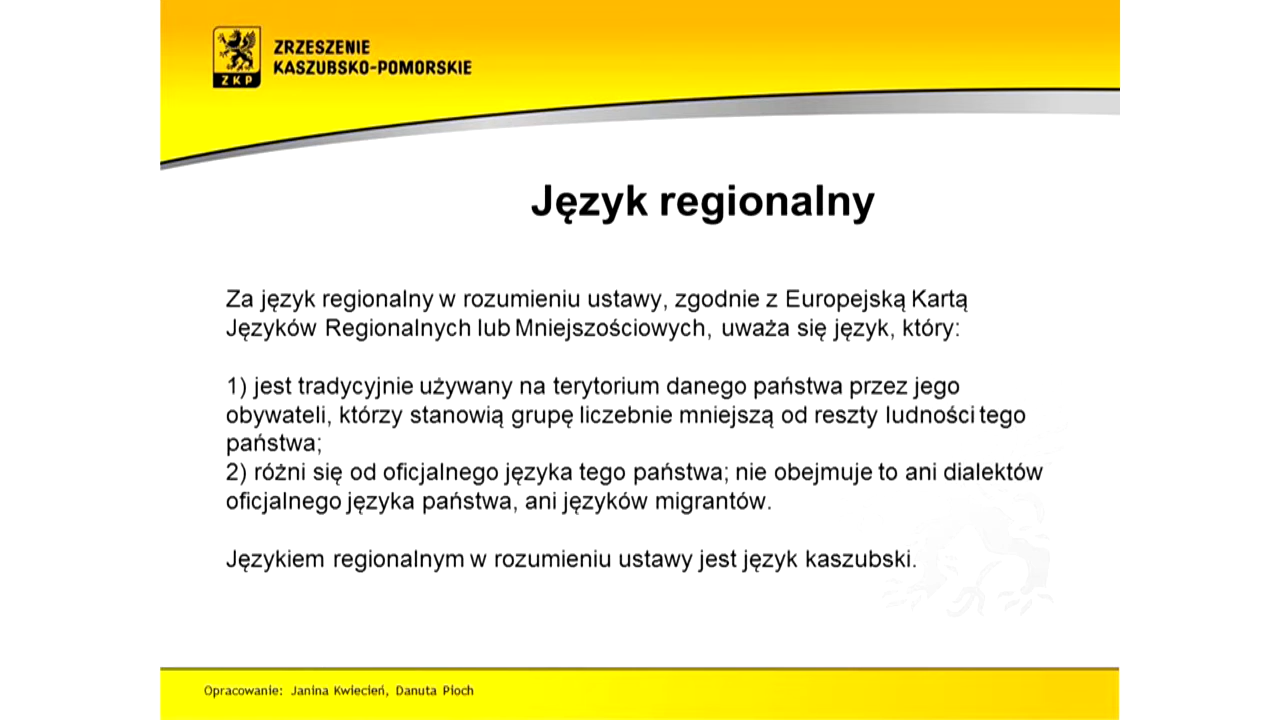 ZKP
ZRZESZENIE
KASZUBSKO-POMORSKIE
Język regionalny
Za język regionalny w rozumieniu ustawy, zgodnie z Europejską Kartą
Języków Regionalnych lub Mniejszościowych, uważa się język, który:
1) jest tradycyjnie używany na terytorium danego państwa przez jego
obywateli, którzy stanowią grupę liczebnie mniejszą od reszty ludności tego
państwa;
2) różni się od oficjalnego języka tego państwa; nie obejmuje to ani dialektów
oficjalnego języka państwa, ani języków migrantów.
Językiem regionalnym w rozumieniu ustawy jest język kaszubski.
Opracowanie: Janina Kwiecień, Danuta Pioch